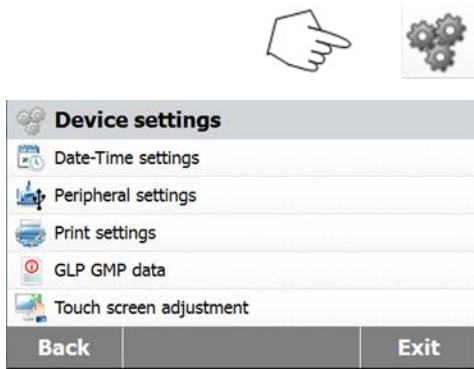 Device settings
Date-Time settings
Peripheral settings
Print settings
GLP GMP data
Touch screen adjustment
Back
Exit